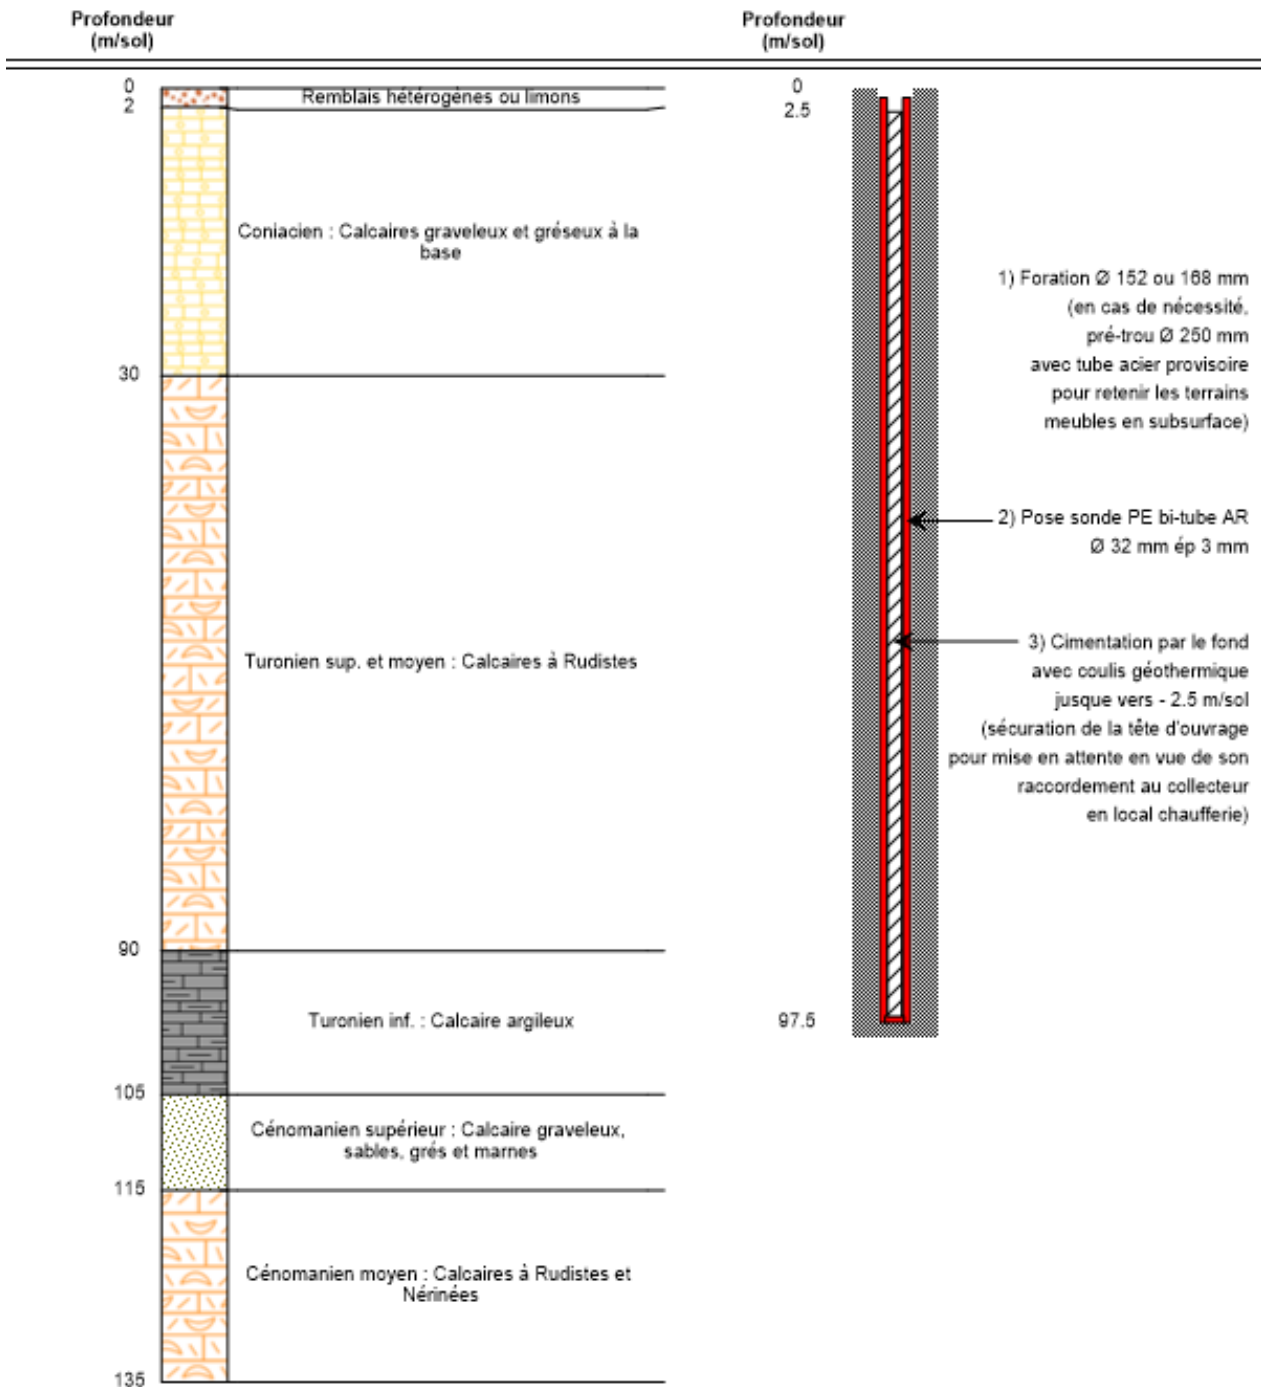 Profondeur
(m/sol)
Profondeur
(m/sol)
0
2
Remblais hétérogènes ou limons
Coniacien : Calcaires graveleux et gréseux à la
base
30
Turonien sup. et moyen : Calcaires à Rudistes
90
Turonien inf. : Calcaire argileux
105
Cénomanien supérieur : Calcaire graveleux,
sables, grés et marnes
115
Cénomanien moyen : Calcaires à Rudistes et
Nérinées
135
0
2.5
97.5
1) Foration Ø 152 ou 168 mm
(en cas de nécessité,
pré-trou Ø 250 mm
avec tube acier provisoire
pour retenir les terrains
meubles en subsurface)
2) Pose sonde PE bi-tube AR
Ø 32 mm ép 3 mm
3) Cimentation par le fond
avec coulis géothermique
jusque vers - 2.5 m/sol
(sécuration de la tête d'ouvrage
pour mise en attente en vue de son
raccordement au collecteur
en local chaufferie)